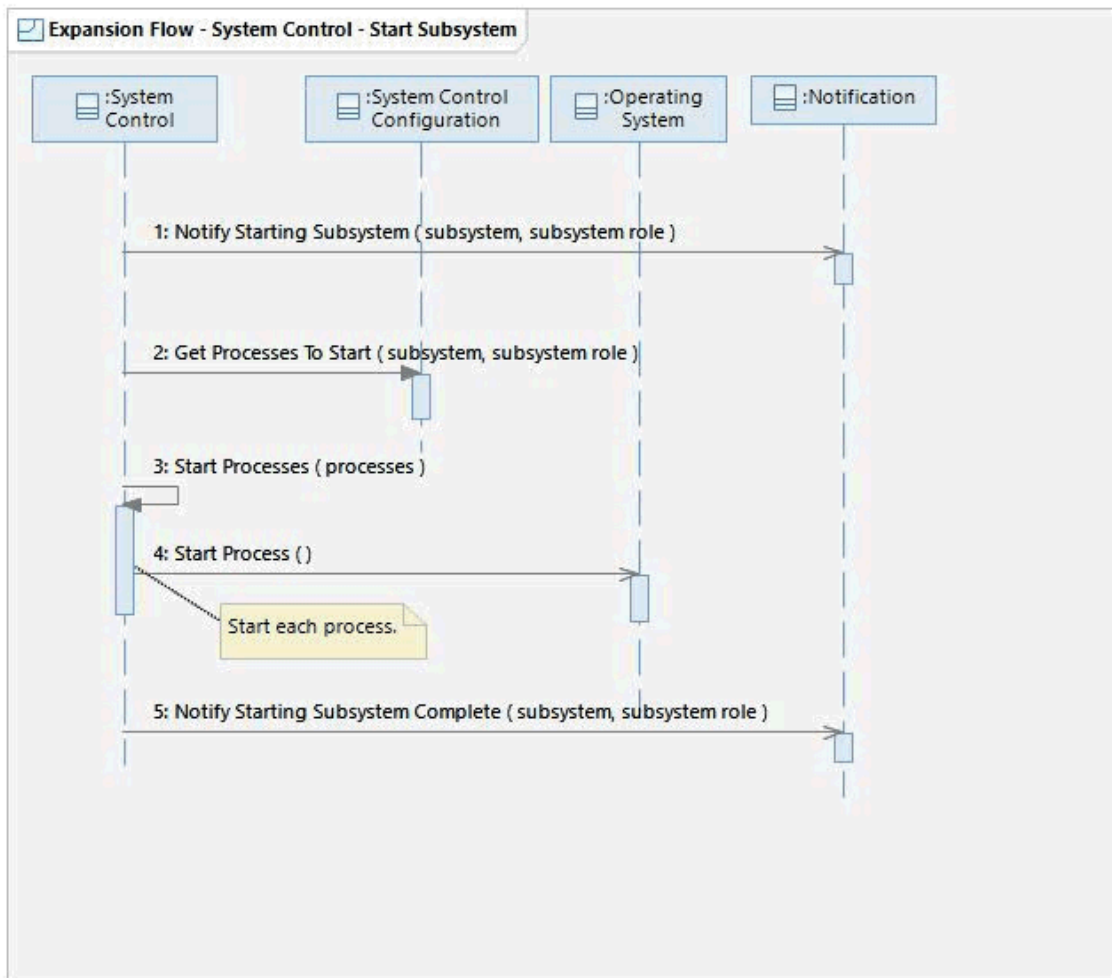 Expansion Flow - System Control - Start Subsystem
:System
Control
:System Control
Configuration
:Operating
System
:Notification
1: Notify Starting Subsystem ( subsystem, subsystem role )
2: Get Processes To Start ( subsystem, subsystem role )
3: Start Processes ( processes )
4: Start Process ( )
Start each process.
5: Notify Starting Subsystem Complete ( subsystem, subsystem role )